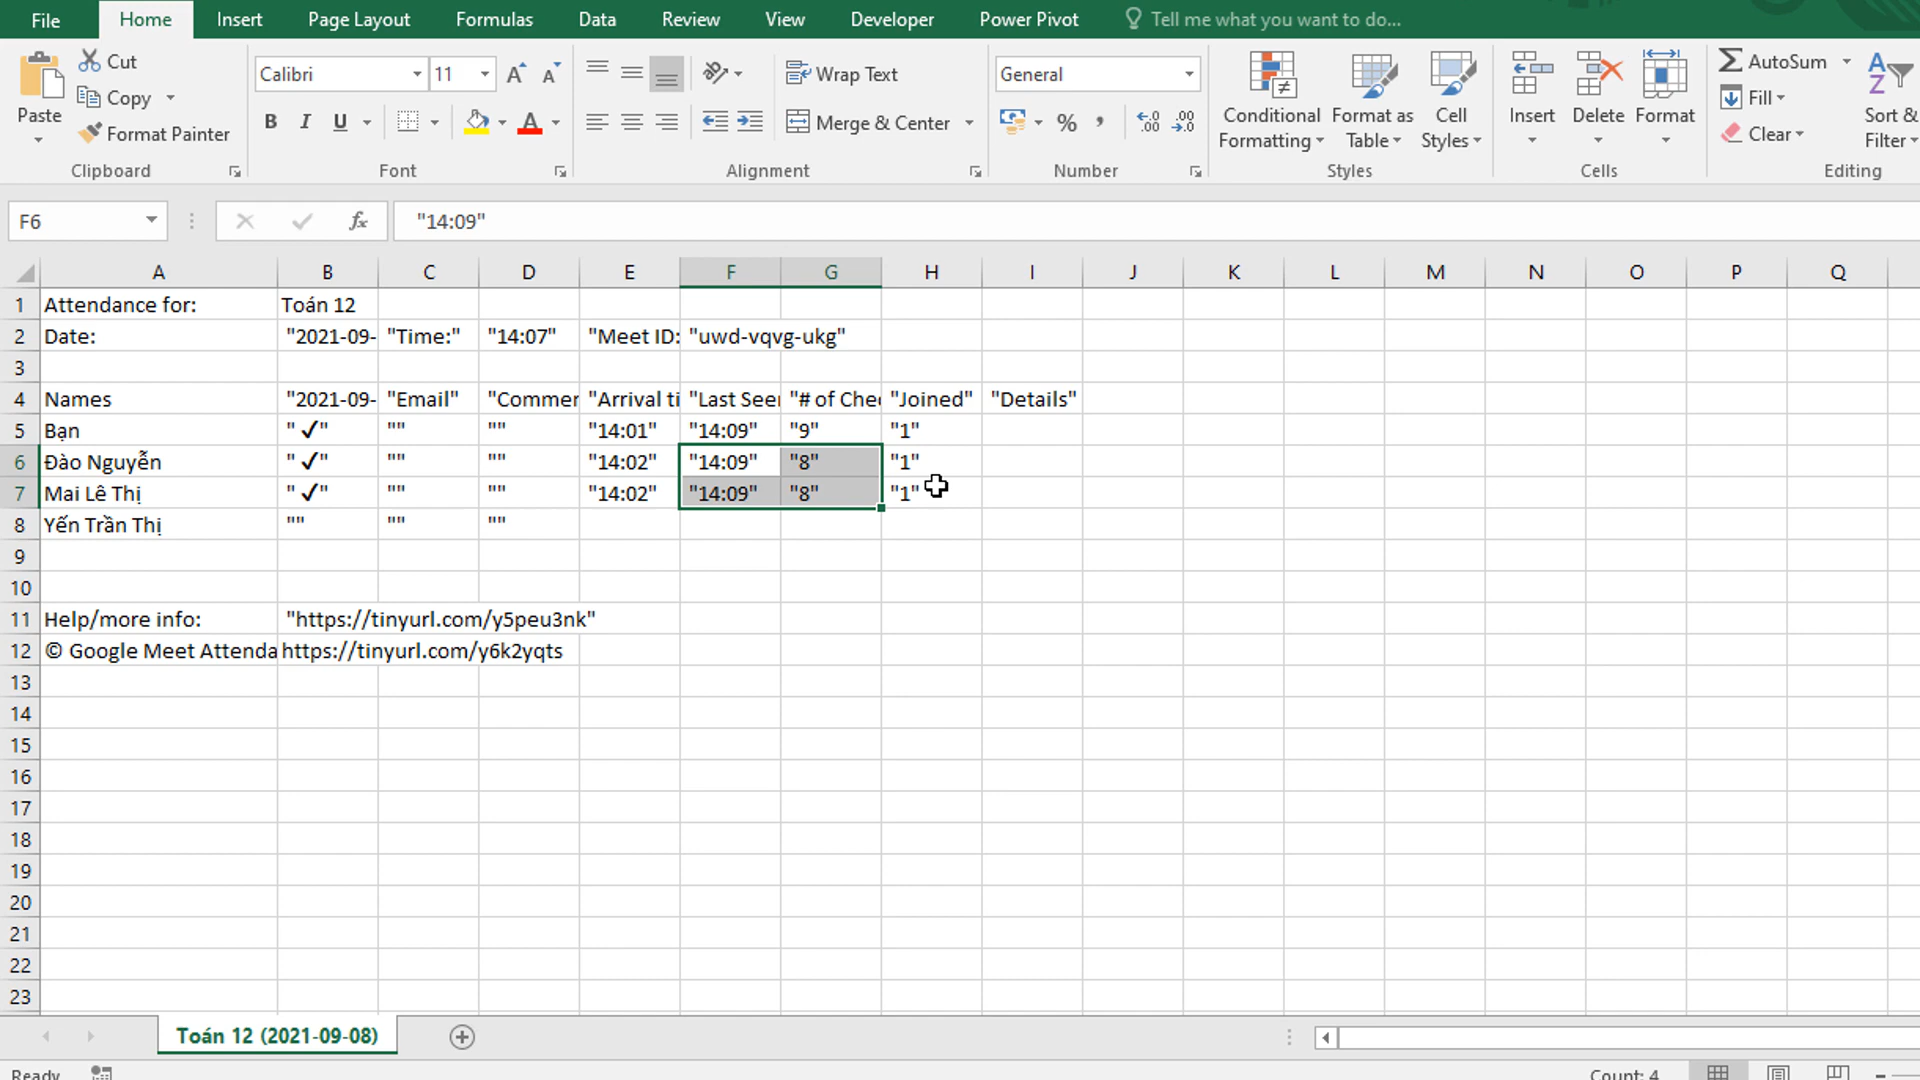 File Home Insert Page Layout Formulas Data Review View Developer Power Pivot Tell me what you want to do...
Paste Cut Copy Format Painter Clipboard
Calibri 11 A A B I U A Font
Wrap Text Merge & Center Alignment
General % , .00 .00 Number
Conditional Formatting Format as Table Cell Styles Styles
Insert Delete Format Cells
AutoSum Fill Clear Sort & Filter Editing
F6 fx "14:09"
A B C D E F G H I J K L M N O P Q
1 Attendance for: Toán 12
2 Date: "2021-09- "Time:" "14:07" "Meet ID: "uwd-vqvg-ukg"
3
4 Names "2021-09- "Email" "Commer "Arrival ti "Last Seen "# of Chec "Joined" "Details"
5 Bạn "✓" "" "" "14:01" "14:09" "9" "1"
6 Đào Nguyễn "✓" "" "" "14:02" "14:09" "8" "1"
7 Mai Lê Thị "✓" "" "" "14:02" "14:09" "8" "1"
8 Yến Trần Thị "" "" ""
9
10
11 Help/more info: "https://tinyurl.com/y5peu3nk"
12 © Google Meet Attenda https://tinyurl.com/y6k2yqts
13
14
15
16
17
18
19
20
21
22
23
Toán 12 (2021-09-08)
Ready Count: 4